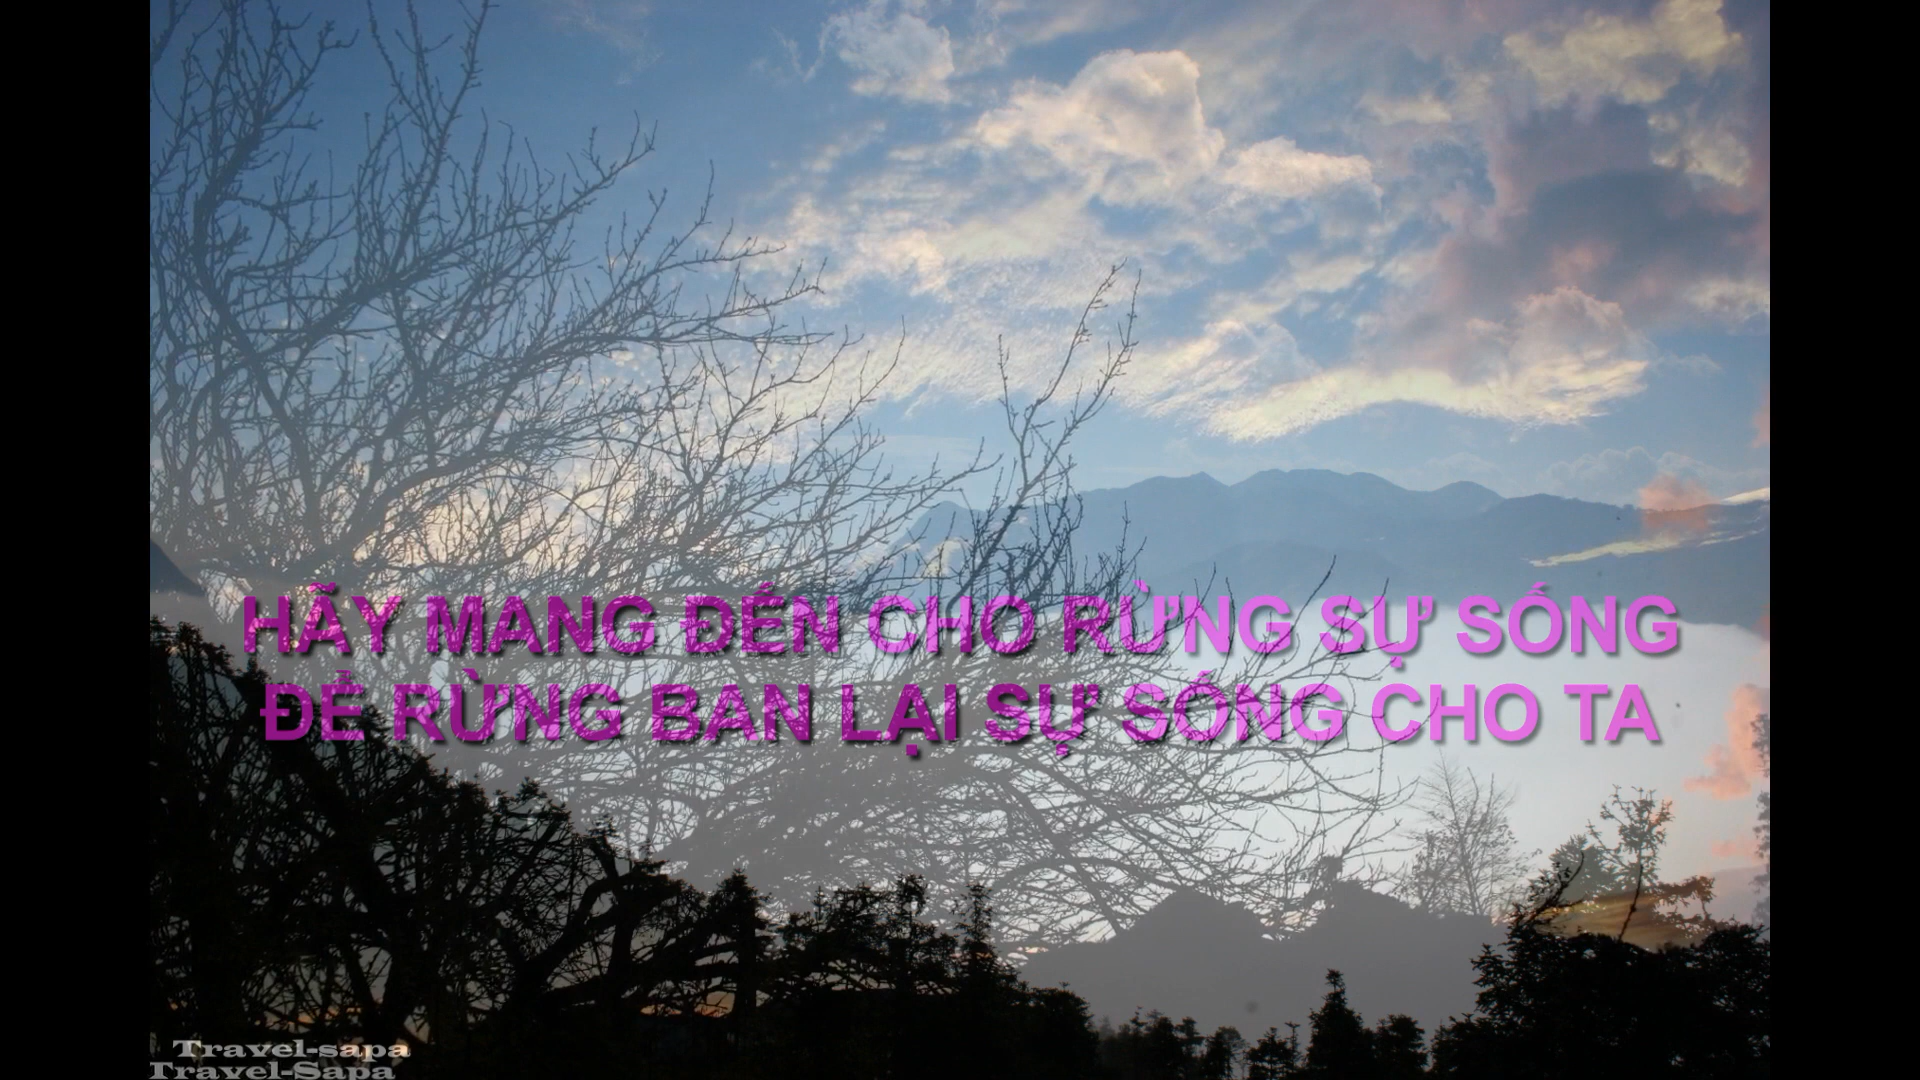 HÃY MANG ĐẾN CHO RỪNG SỰ SỐNG
ĐỂ RỪNG BAN LẠI SỰ SỐNG CHO TA
Travel-sapa
Travel-Sapa